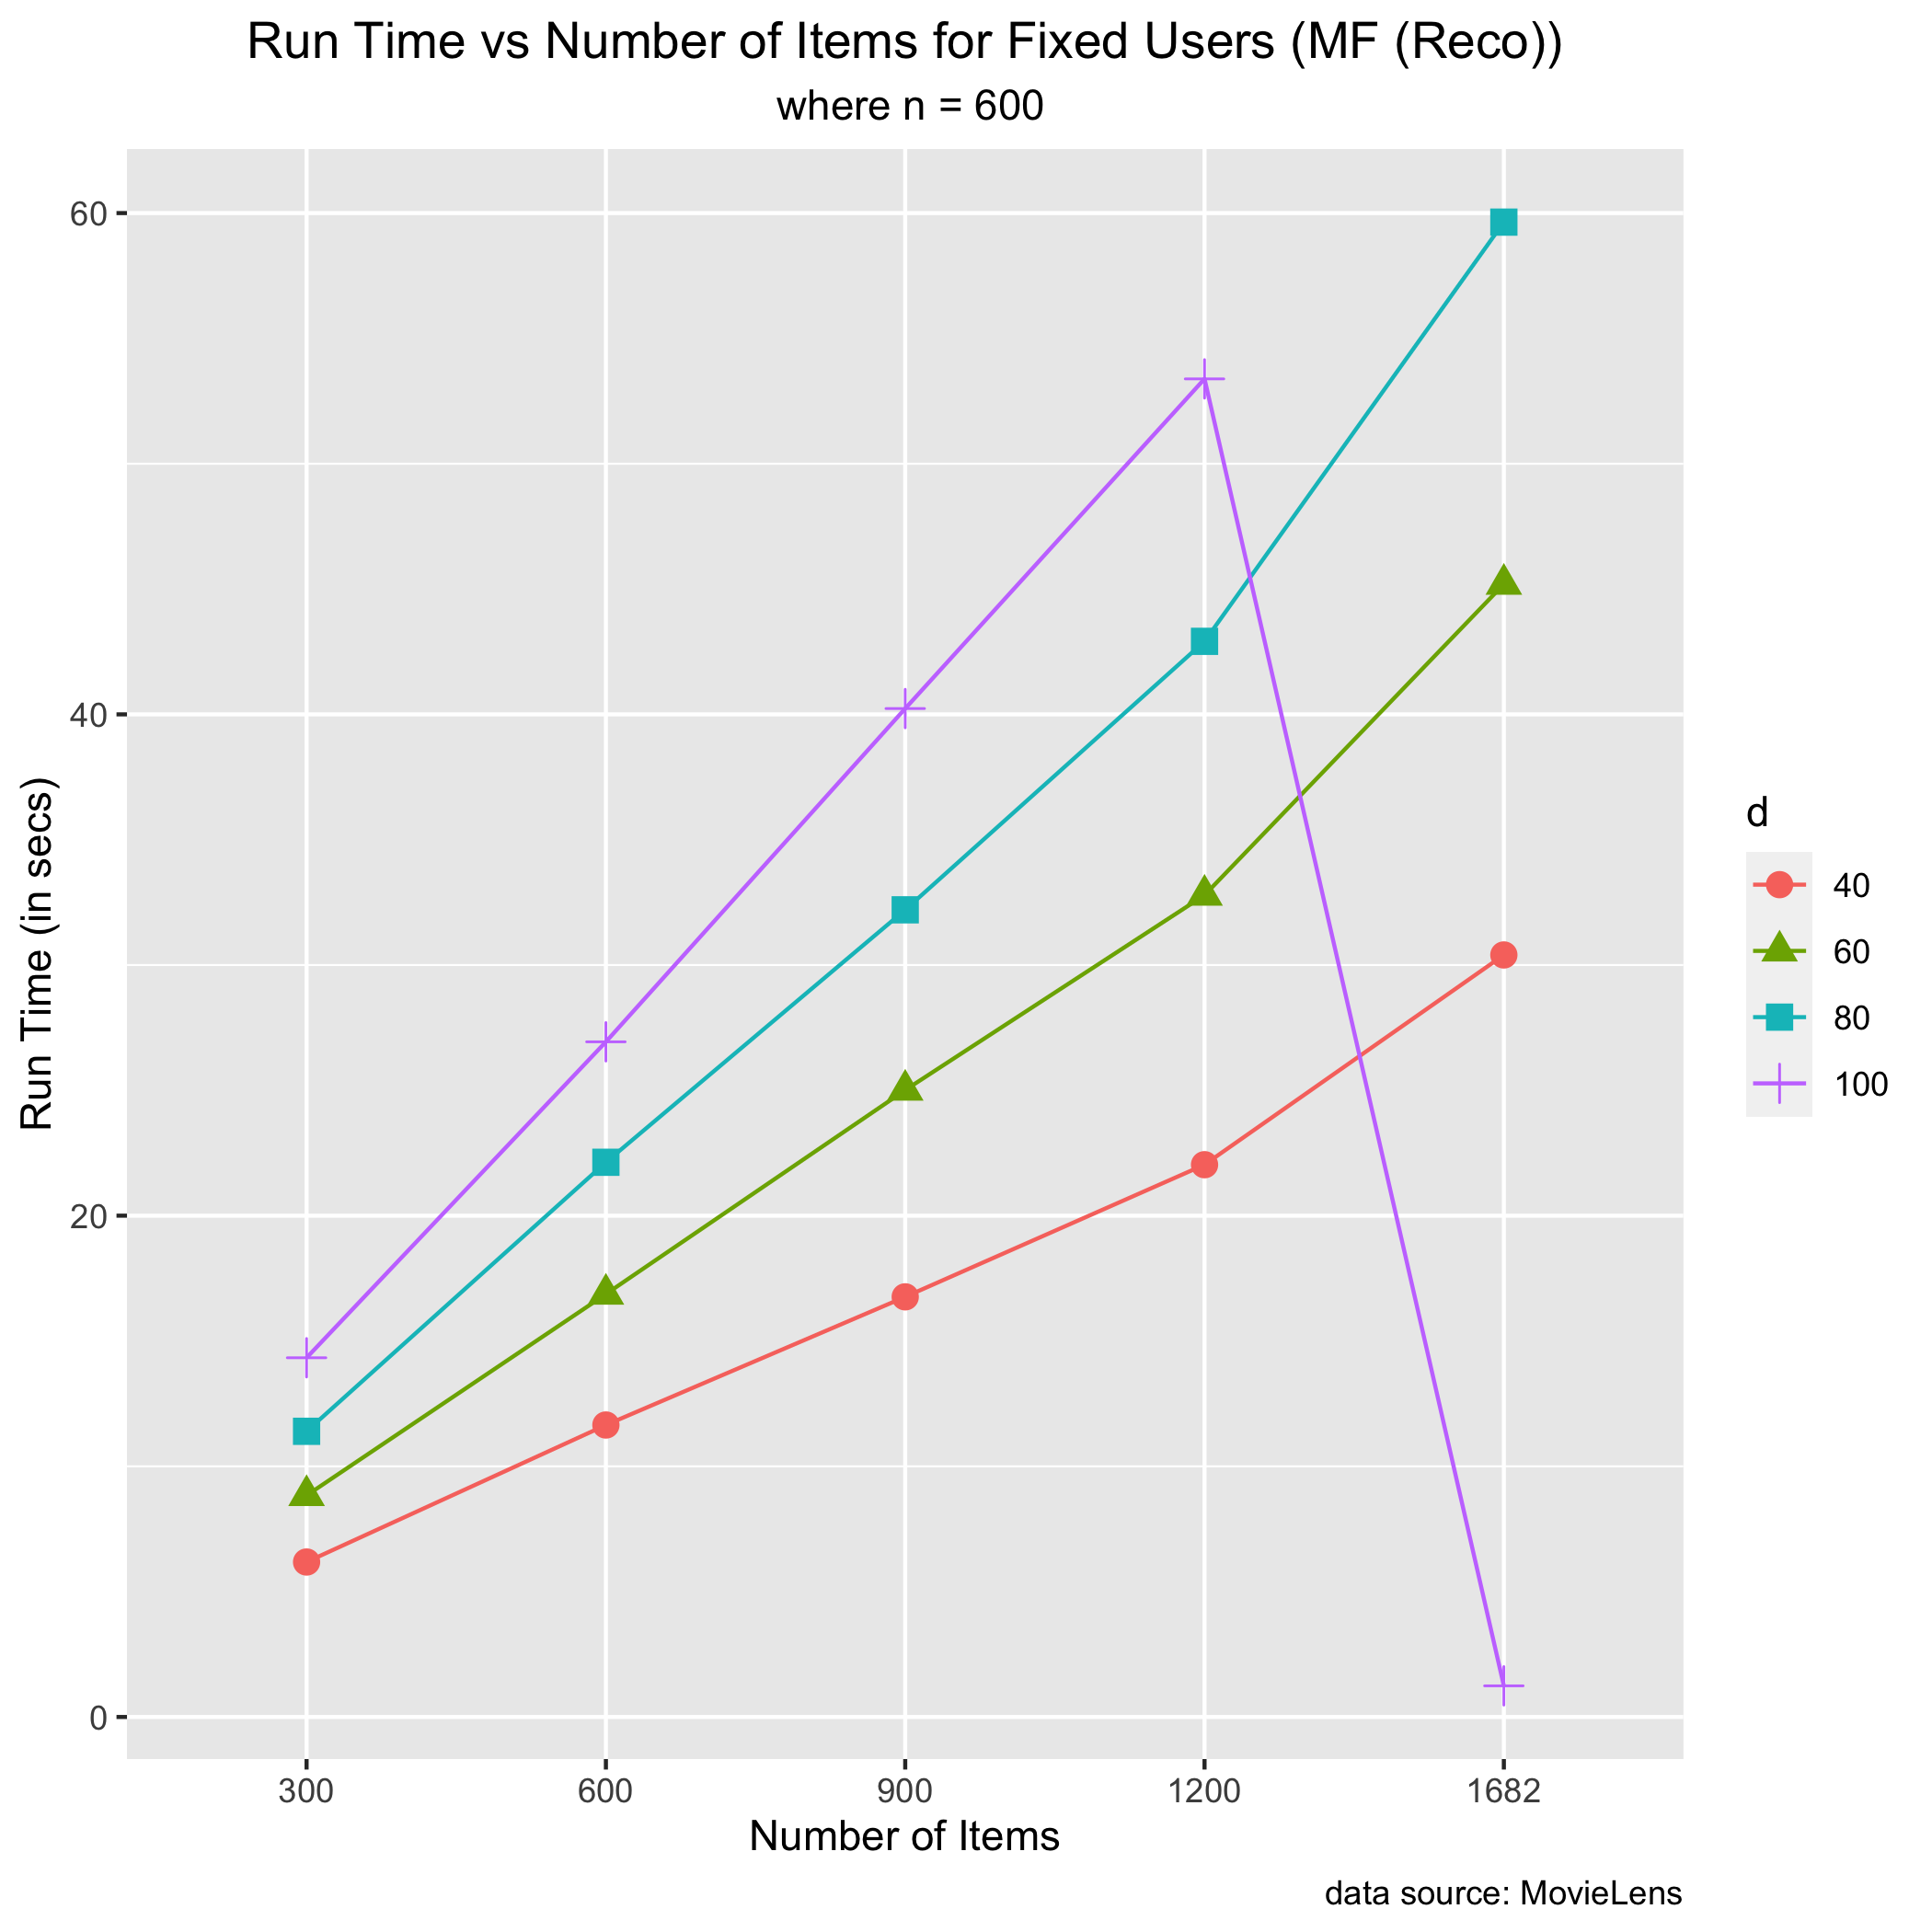 Run Time vs Number of Items for Fixed Users (MF (Reco))
where n = 600
60
40
20
0
Run Time (in secs)
300 600 900 1200 1682
Number of Items
d
40
60
80
100
data source: MovieLens